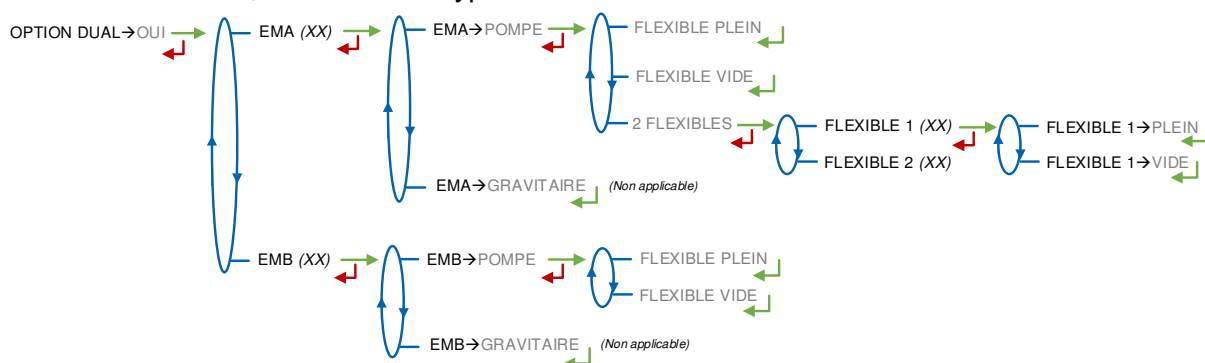 OPTION DUAL→OUI EMA (XX) EMA→POMPE FLEXIBLE PLEIN
FLEXIBLE VIDE
2 FLEXIBLES FLEXIBLE 1 (XX) FLEXIBLE 1→PLEIN
FLEXIBLE 2 (XX) FLEXIBLE 1→VIDE
EMA→GRAVITAIRE (Non applicable)
EMB (XX) EMB→POMPE FLEXIBLE PLEIN
FLEXIBLE VIDE
EMB→GRAVITAIRE (Non applicable)